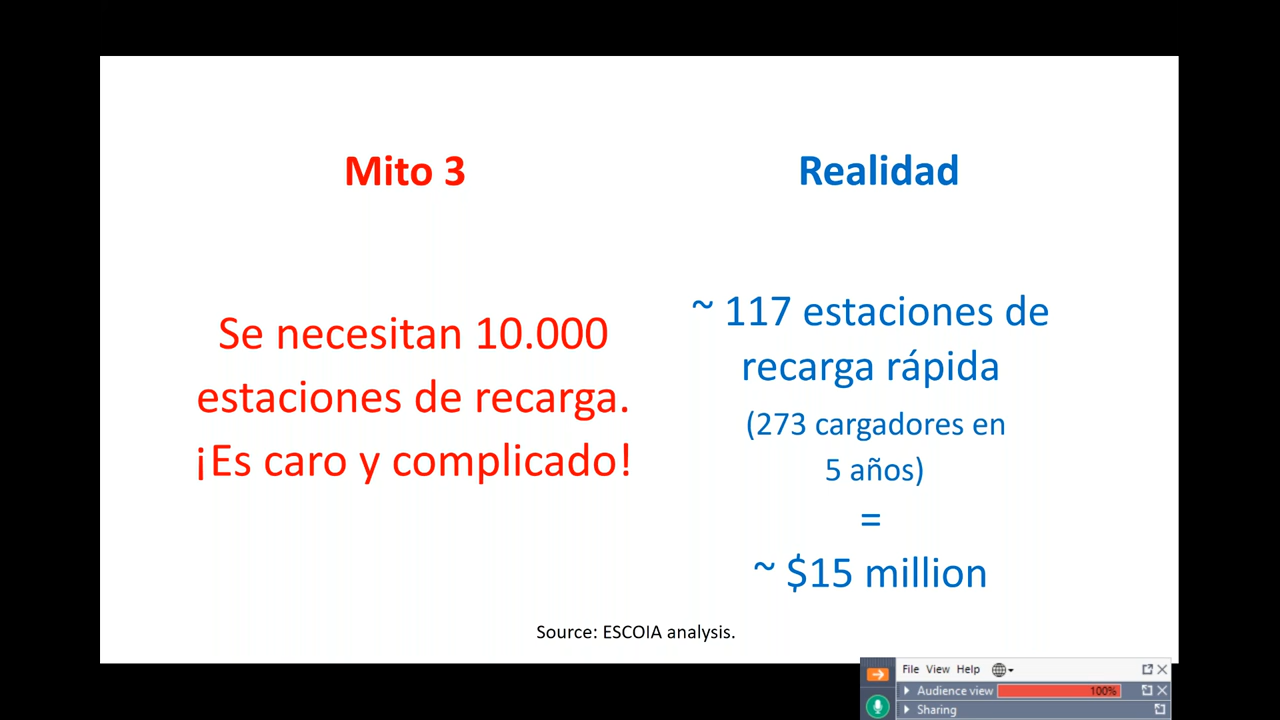 Mito 3
Se necesitan 10.000
estaciones de recarga.
¡Es caro y complicado!
Realidad
~ 117 estaciones de
recarga rápida
(273 cargadores en
5 años)
=
~ $15 million
Source: ESCOIA analysis.
File View Help
Audience view 100%
Sharing